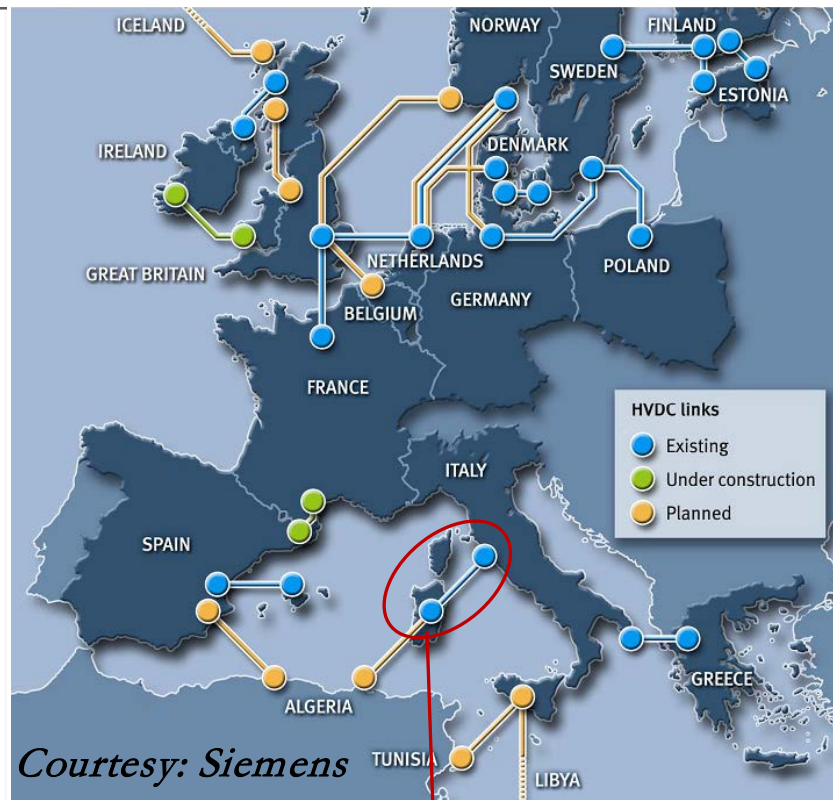 ICELAND
NORWAY
FINLAND
SWEDEN
ESTONIA
IRELAND
DENMARK
GREAT BRITAIN
NETHERLANDS
POLAND
GERMANY
BELGIUM
FRANCE
HVDC links
Existing
Under construction
Planned
ITALY
SPAIN
GREECE
ALGERIA
TUNISIA
LIBYA
Courtesy: Siemens